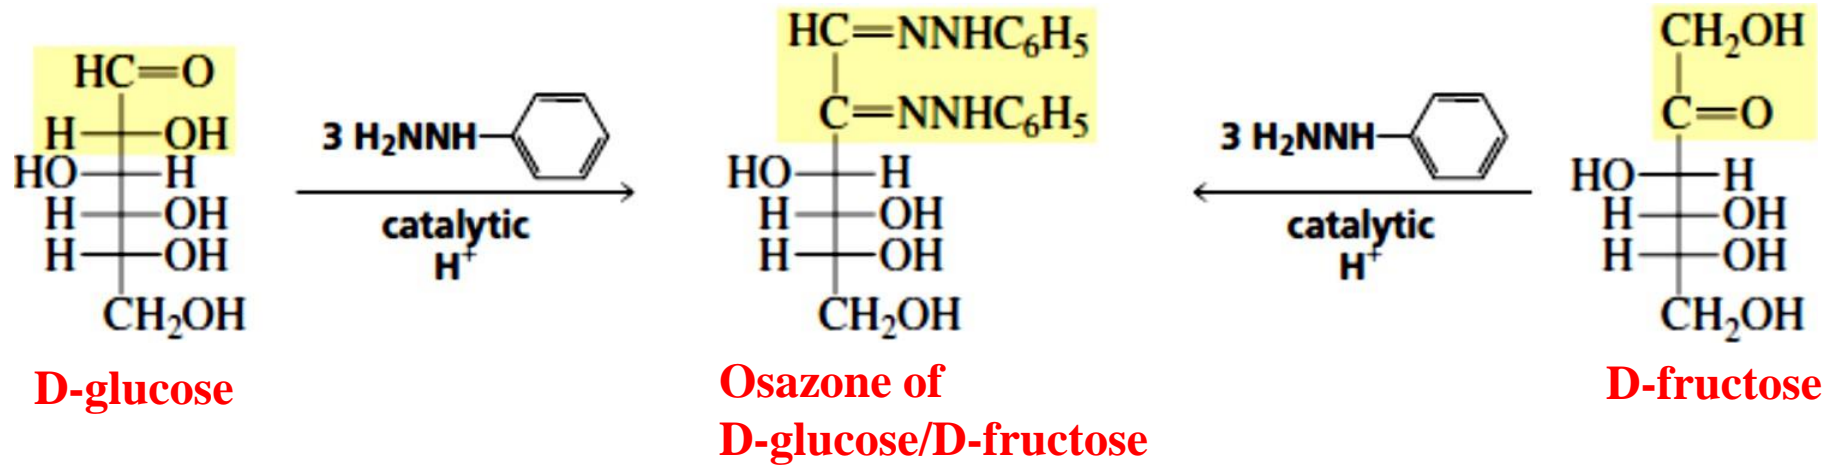 HC=O
H OH
HO H
H OH
H OH
CH₂OH
D-glucose
3 H₂NNH
catalytic
H⁺
HC=NNHC₆H₅
C=NNHC₆H₅
HO H
H OH
H OH
CH₂OH
Osazone of
D-glucose/D-fructose
3 H₂NNH
catalytic
H⁺
CH₂OH
C=O
HO H
H OH
H OH
CH₂OH
D-fructose